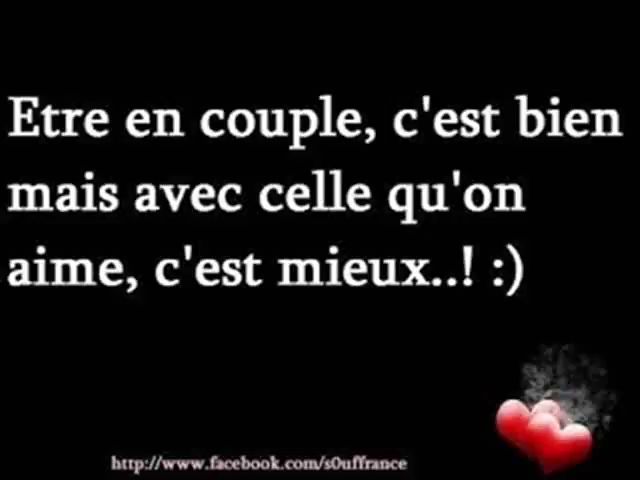 Etre en couple, c'est bien
mais avec celle qu'on
aime, c'est mieux..! :)
http://www.facebook.com/s0uffrance